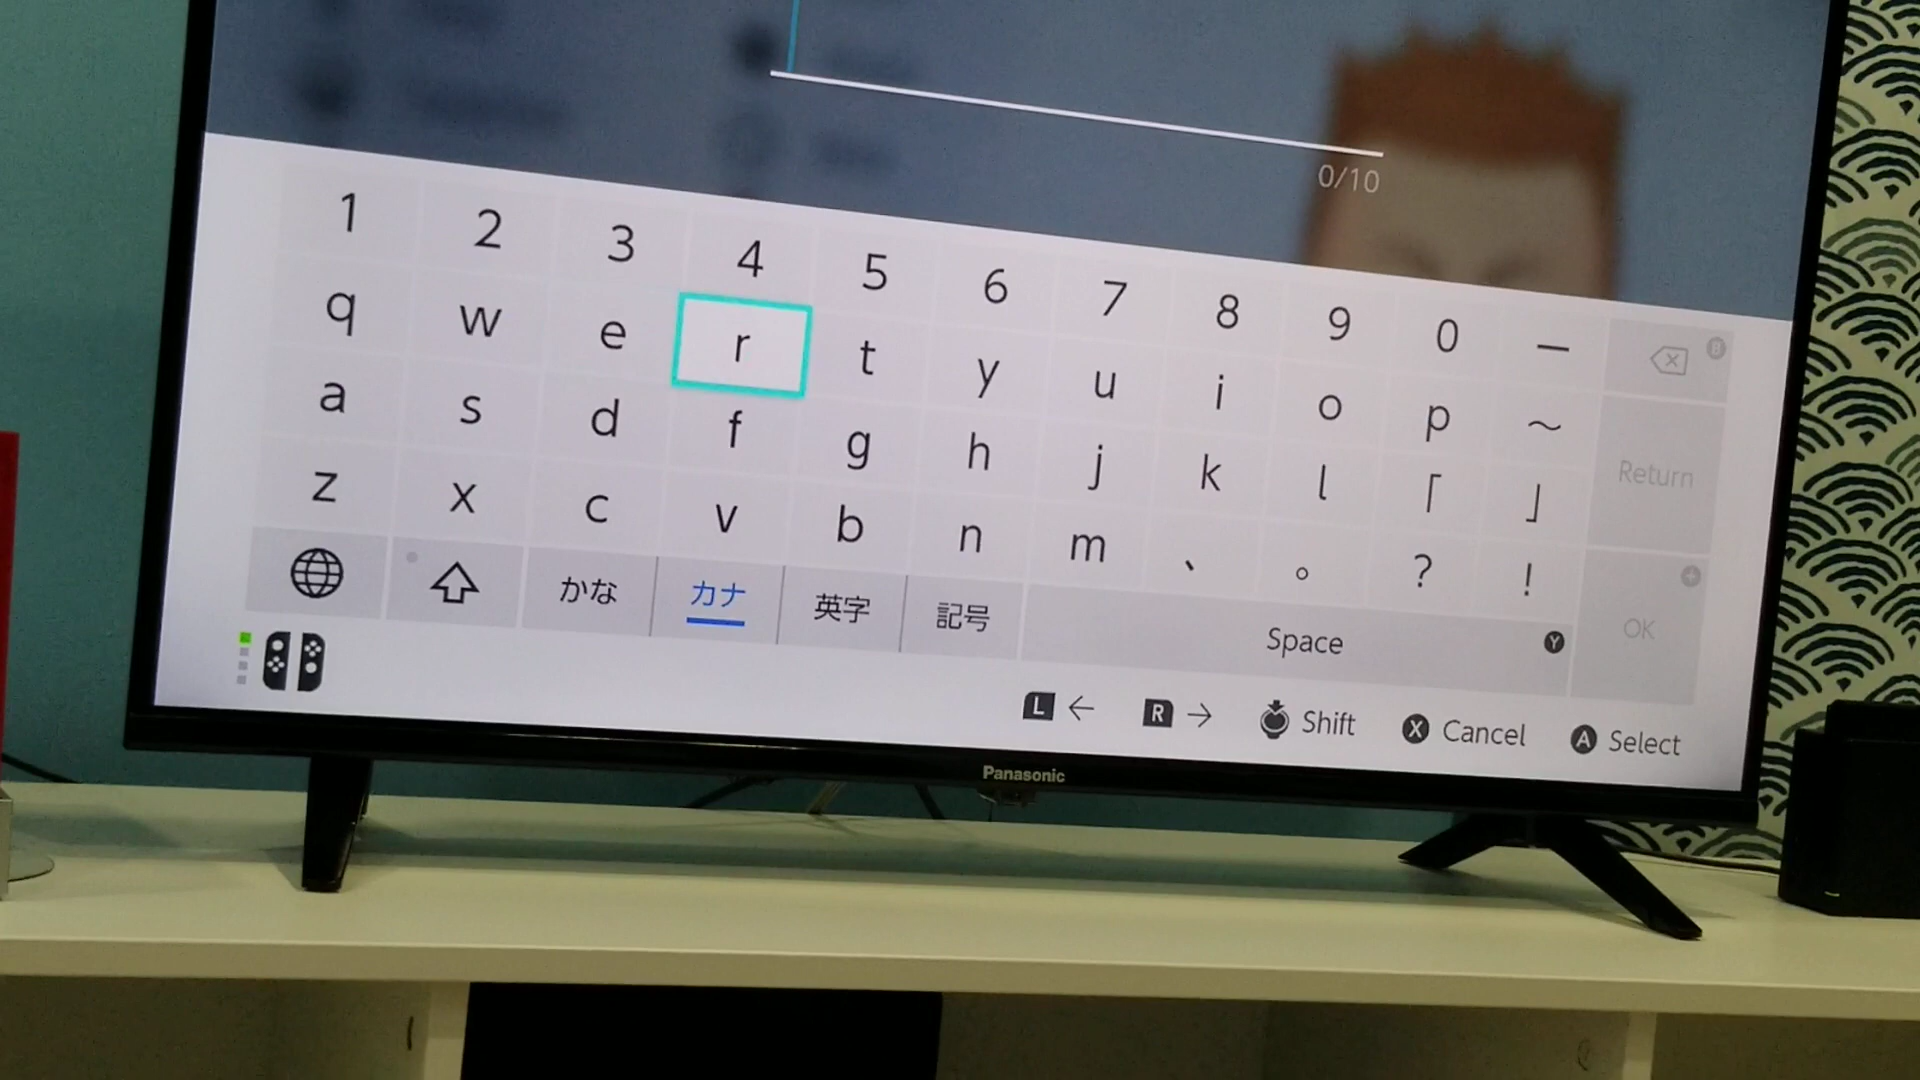 0/10
1 2 3 4 5 6 7 8 9 0 ー
q w e r t y u i o p ～
a s d f g h j k l 「 」 Return
z x c v b n m 、 。 ? !
かな カナ 英字 記号 Space Y OK
L ← R → Shift X Cancel A Select
Panasonic